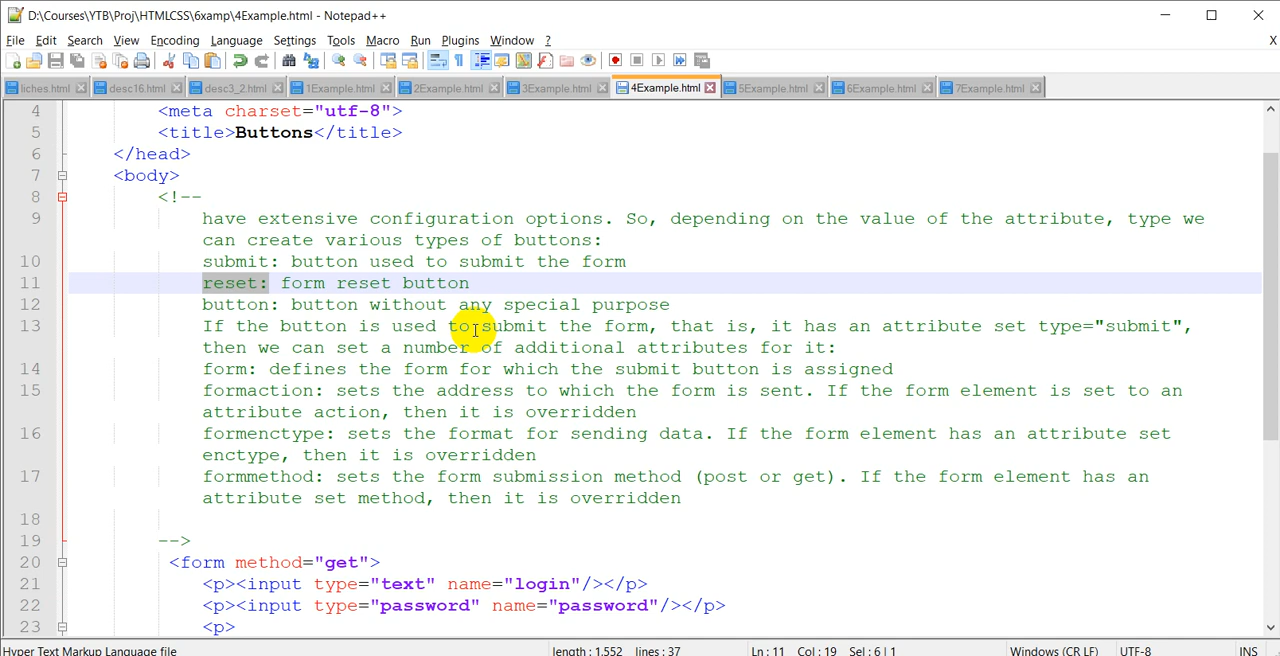 D:\Courses\YTB\Proj\HTMLCSS\6xamp\4Example.html - Notepad++
File Edit Search View Encoding Language Settings Tools Macro Run Plugins Window ?
X
liches.html desc16.html desc3_2.html 1Example.html 2Example.html 3Example.html 4Example.html 5Example.html 6Example.html 7Example.html
4 <meta charset="utf-8">
5 <title>Buttons</title>
6 </head>
7 <body>
8 <!--
9 have extensive configuration options. So, depending on the value of the attribute, type we
can create various types of buttons:
10 submit: button used to submit the form
11 reset: form reset button
12 button: button without any special purpose
13 If the button is used to submit the form, that is, it has an attribute set type="submit",
then we can set a number of additional attributes for it:
14 form: defines the form for which the submit button is assigned
15 formaction: sets the address to which the form is sent. If the form element is set to an
attribute action, then it is overridden
16 formenctype: sets the format for sending data. If the form element has an attribute set
enctype, then it is overridden
17 formmethod: sets the form submission method (post or get). If the form element has an
attribute set method, then it is overridden
18
19 -->
20 <form method="get">
21 <p><input type="text" name="login"/></p>
22 <p><input type="password" name="password"/></p>
23 <p>
Hyper Text Markup Language file length : 1,552 lines : 37 Ln : 11 Col : 19 Sel : 6 | 1 Windows (CR LF) UTF-8 INS